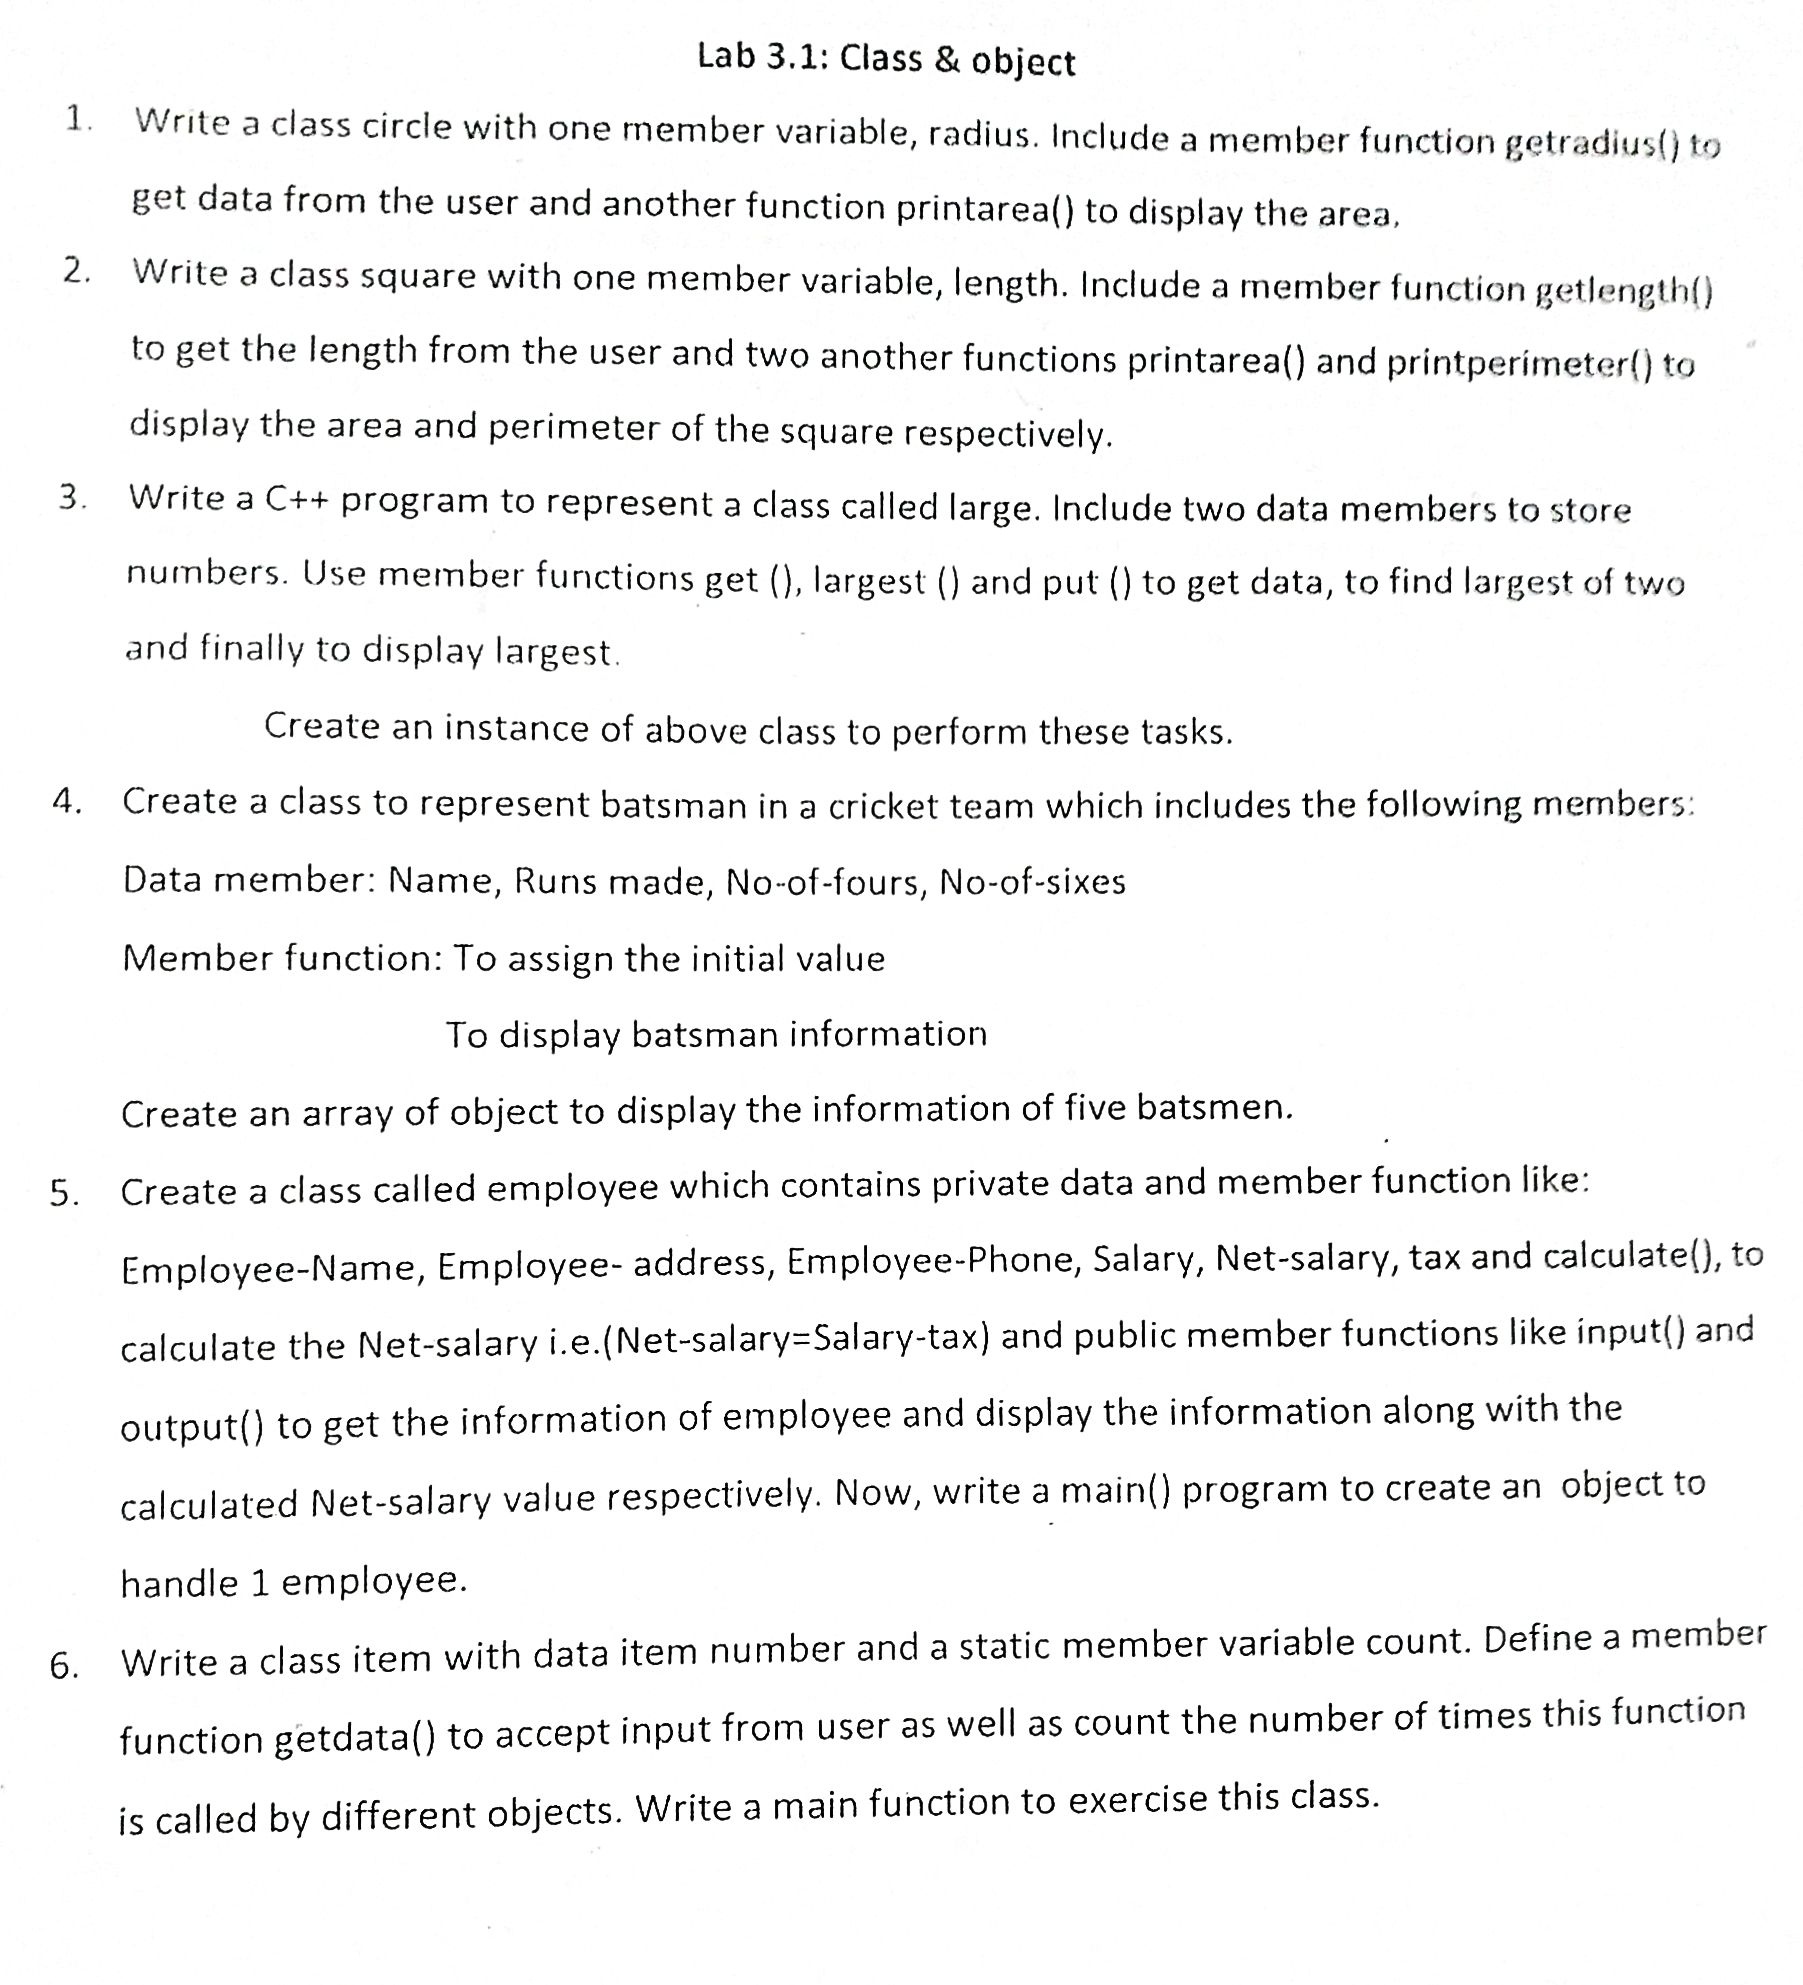 Lab 3.1: Class & object
1. Write a class circle with one member variable, radius. Include a member function getradius() to
get data from the user and another function printarea() to display the area.
2. Write a class square with one member variable, length. Include a member function getlength()
to get the length from the user and two another functions printarea() and printperimeter() to
display the area and perimeter of the square respectively.
3. Write a C++ program to represent a class called large. Include two data members to store
numbers. Use member functions get (), largest () and put () to get data, to find largest of two
and finally to display largest.
Create an instance of above class to perform these tasks.
4. Create a class to represent batsman in a cricket team which includes the following members:
Data member: Name, Runs made, No-of-fours, No-of-sixes
Member function: To assign the initial value
To display batsman information
Create an array of object to display the information of five batsmen.
5. Create a class called employee which contains private data and member function like:
Employee-Name, Employee- address, Employee-Phone, Salary, Net-salary, tax and calculate(), to
calculate the Net-salary i.e.(Net-salary=Salary-tax) and public member functions like input() and
output() to get the information of employee and display the information along with the
calculated Net-salary value respectively. Now, write a main() program to create an object to
handle 1 employee.
6. Write a class item with data item number and a static member variable count. Define a member
function getdata() to accept input from user as well as count the number of times this function
is called by different objects. Write a main function to exercise this class.